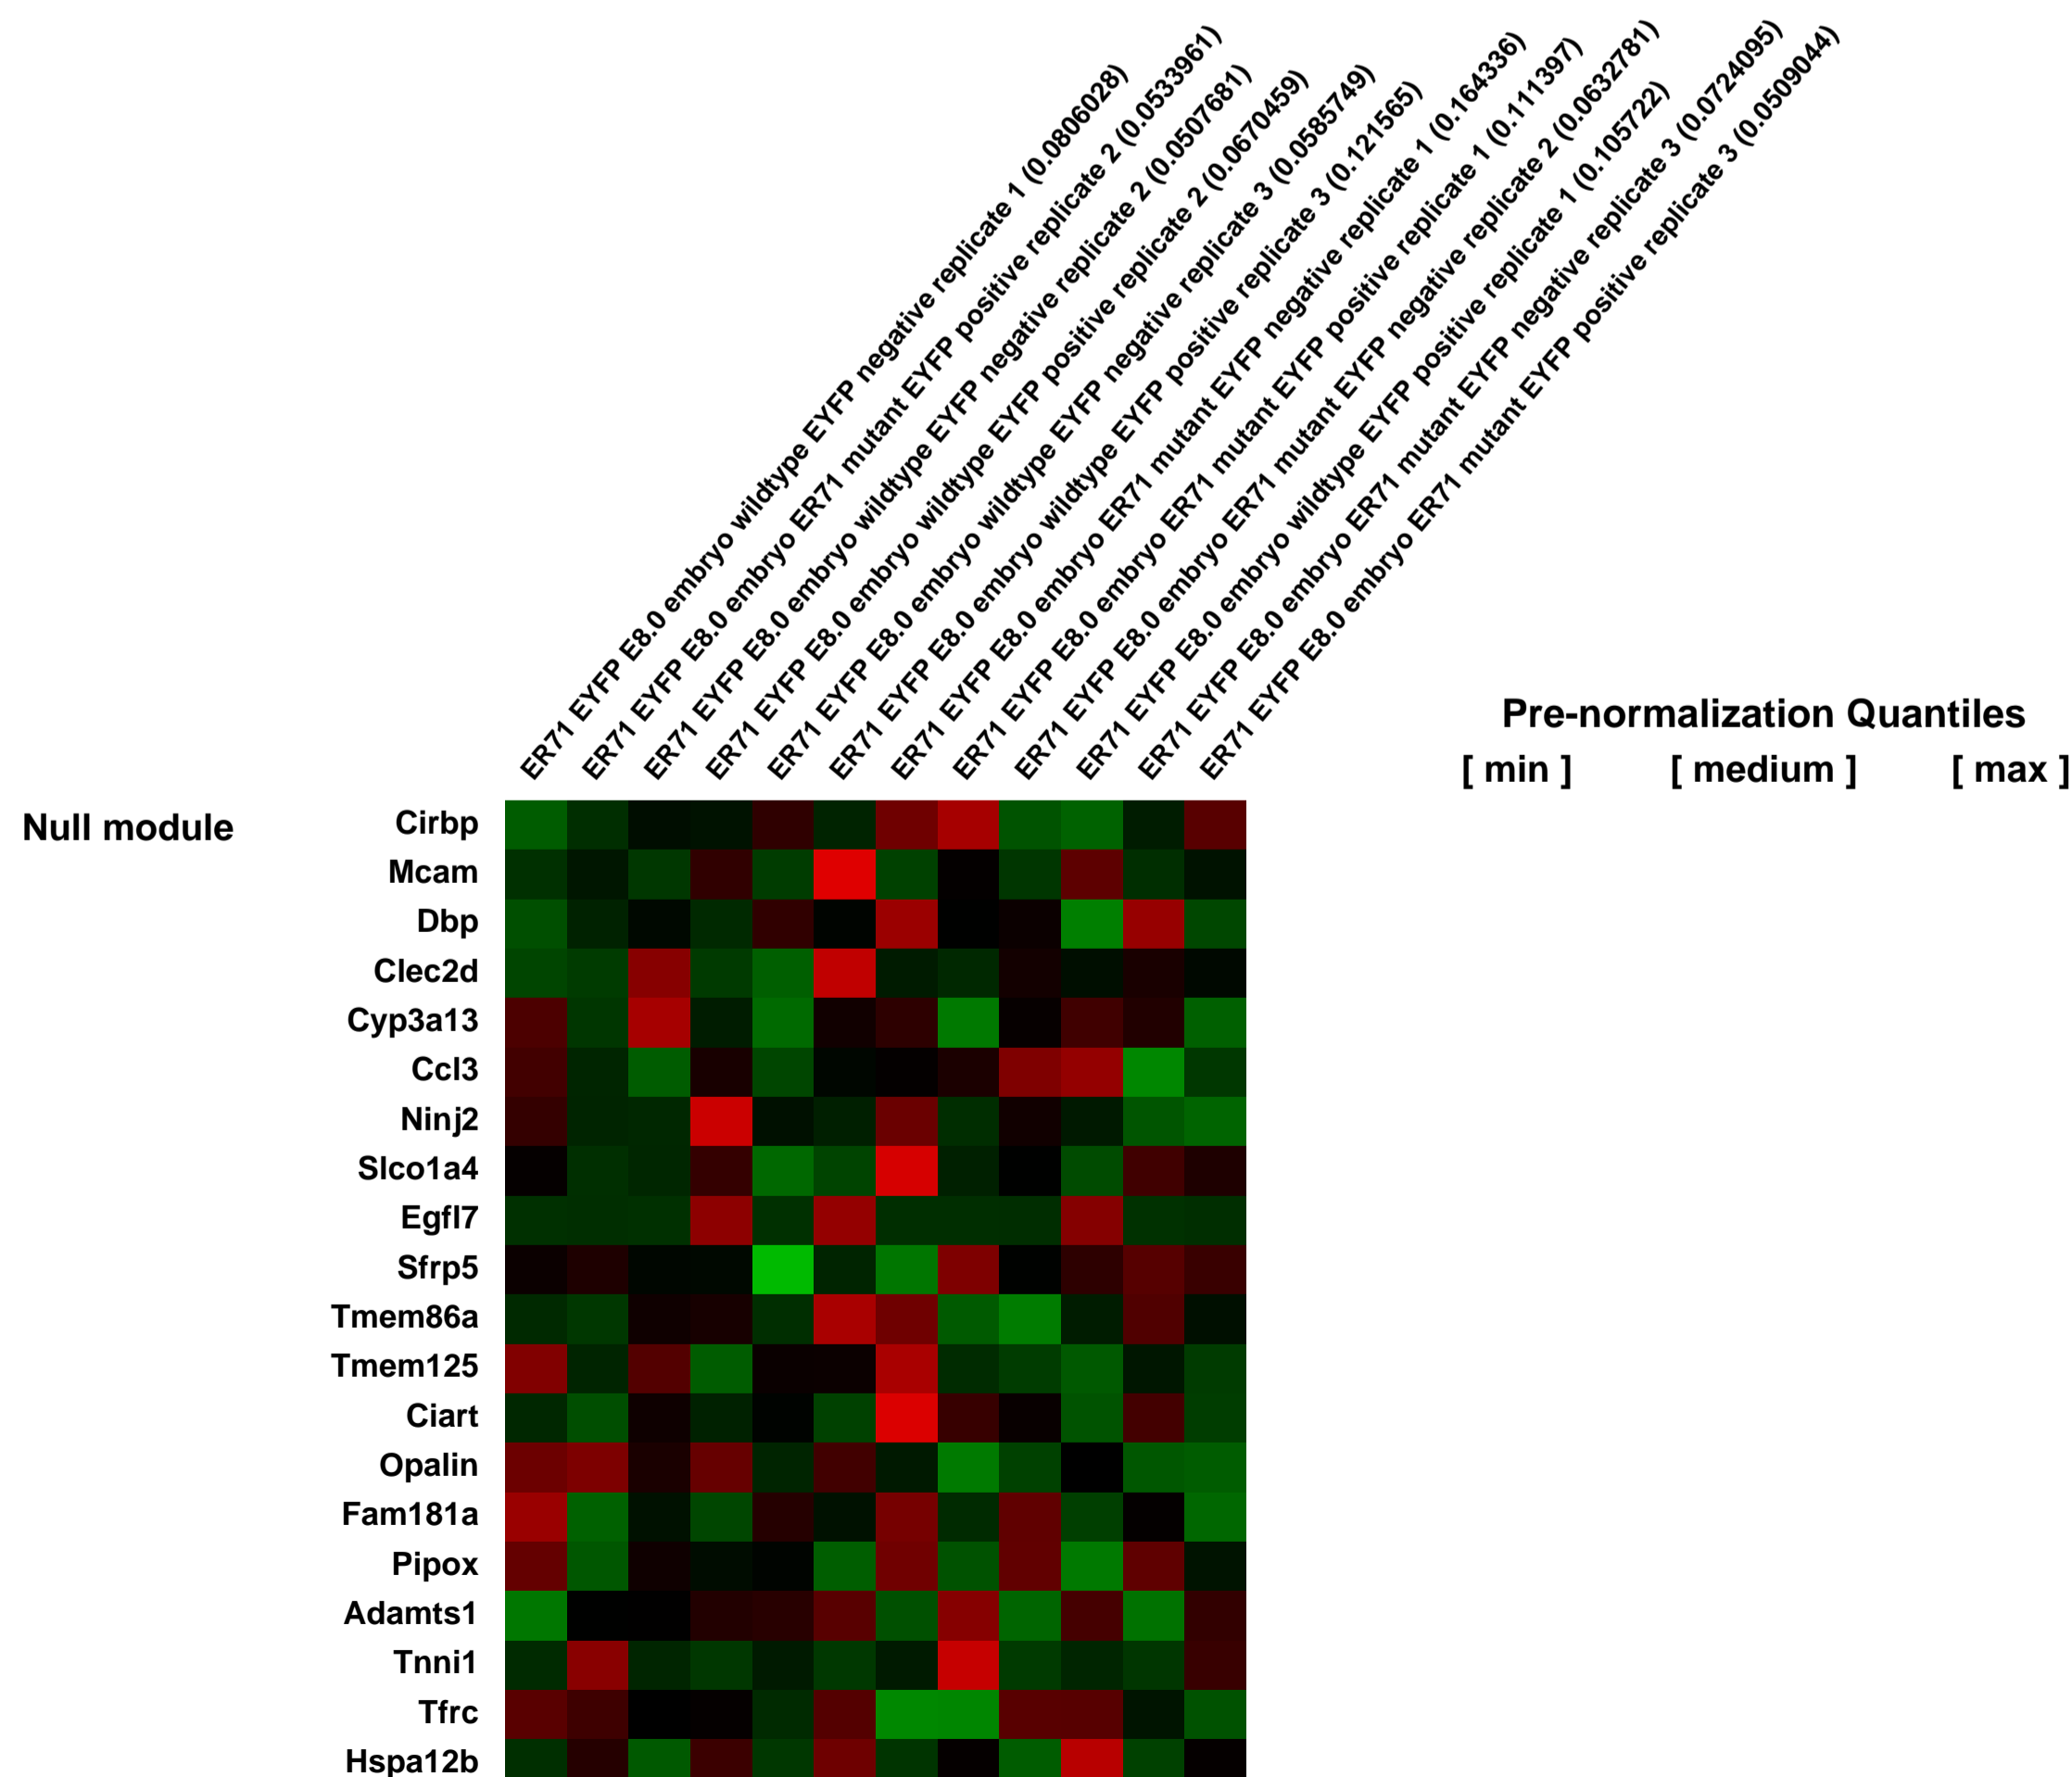 ER71 EYFP E8.0 embryo wildtype EYFP negative replicate 1 (0.0806028)
ER71 EYFP E8.0 embryo ER71 mutant EYFP positive replicate 2 (0.0533961)
ER71 EYFP E8.0 embryo wildtype EYFP negative replicate 2 (0.0507681)
ER71 EYFP E8.0 embryo wildtype EYFP positive replicate 2 (0.0670459)
ER71 EYFP E8.0 embryo wildtype EYFP negative replicate 3 (0.0585749)
ER71 EYFP E8.0 embryo wildtype EYFP positive replicate 3 (0.121565)
ER71 EYFP E8.0 embryo ER71 mutant EYFP negative replicate 1 (0.164336)
ER71 EYFP E8.0 embryo ER71 mutant EYFP positive replicate 1 (0.111397)
ER71 EYFP E8.0 embryo ER71 mutant EYFP negative replicate 2 (0.0632781)
ER71 EYFP E8.0 embryo wildtype EYFP positive replicate 1 (0.105722)
ER71 EYFP E8.0 embryo ER71 mutant EYFP negative replicate 3 (0.0724095)
ER71 EYFP E8.0 embryo ER71 mutant EYFP positive replicate 3 (0.0509044)
Pre-normalization Quantiles
[ min ] [ medium ] [ max ]
Null module
Cirbp
Mcam
Dbp
Clec2d
Cyp3a13
Ccl3
Ninj2
Slco1a4
Egfl7
Sfrp5
Tmem86a
Tmem125
Ciart
Opalin
Fam181a
Pipox
Adamts1
Tnni1
Tfrc
Hspa12b